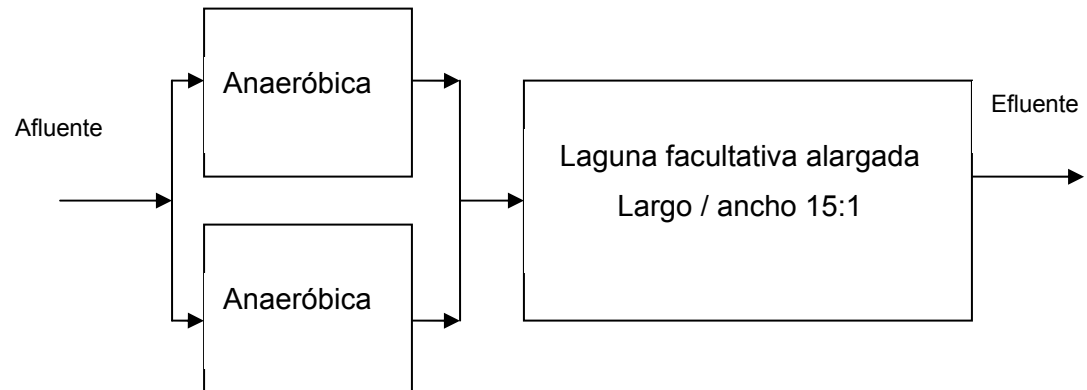 Afluente
Anaeróbica
Anaeróbica
Laguna facultativa alargada
Largo / ancho 15:1
Efluente